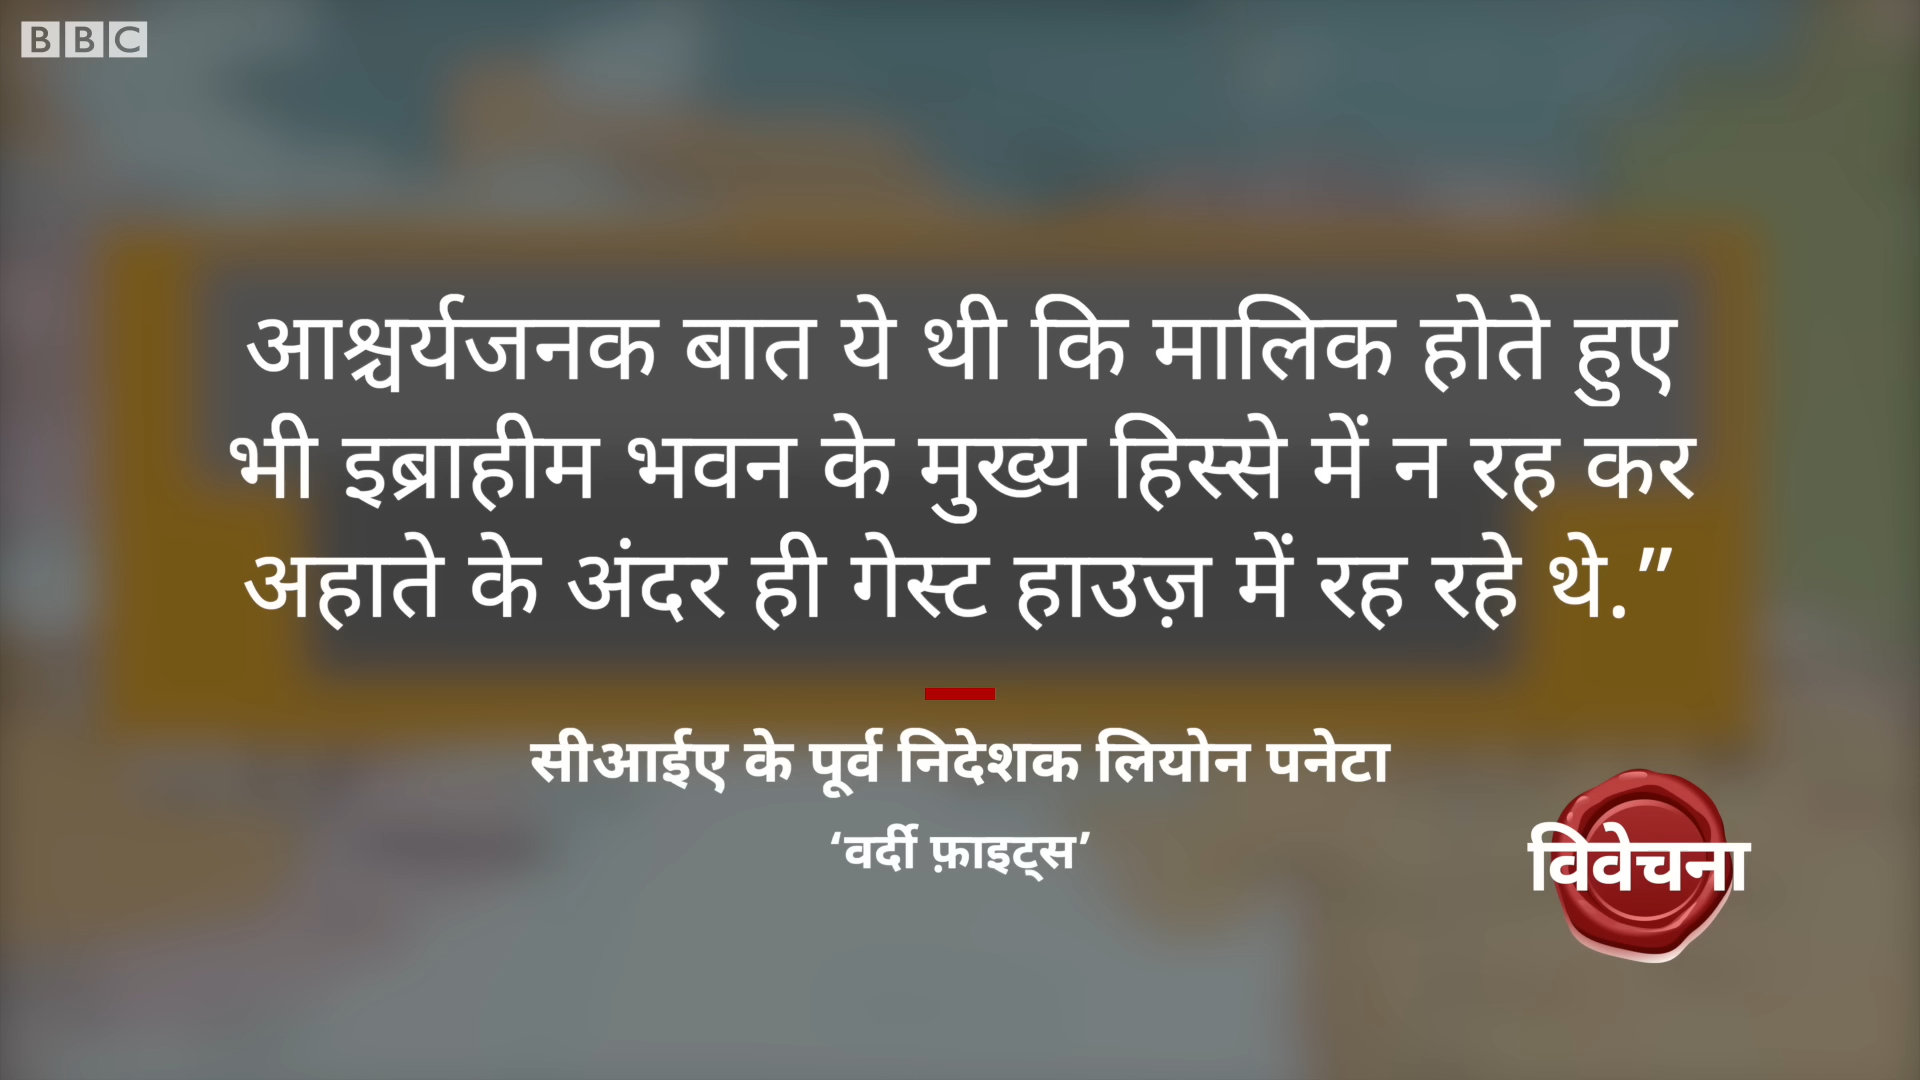 BBC
आश्चर्यजनक बात ये थी कि मालिक होते हुए
भी इब्राहीम भवन के मुख्य हिस्से में न रह कर
अहाते के अंदर ही गेस्ट हाउज़ में रह रहे थे.”
सीआईए के पूर्व निदेशक लियोन पनेटा
‘वर्दी फ़ाइट्स’
विवेचना